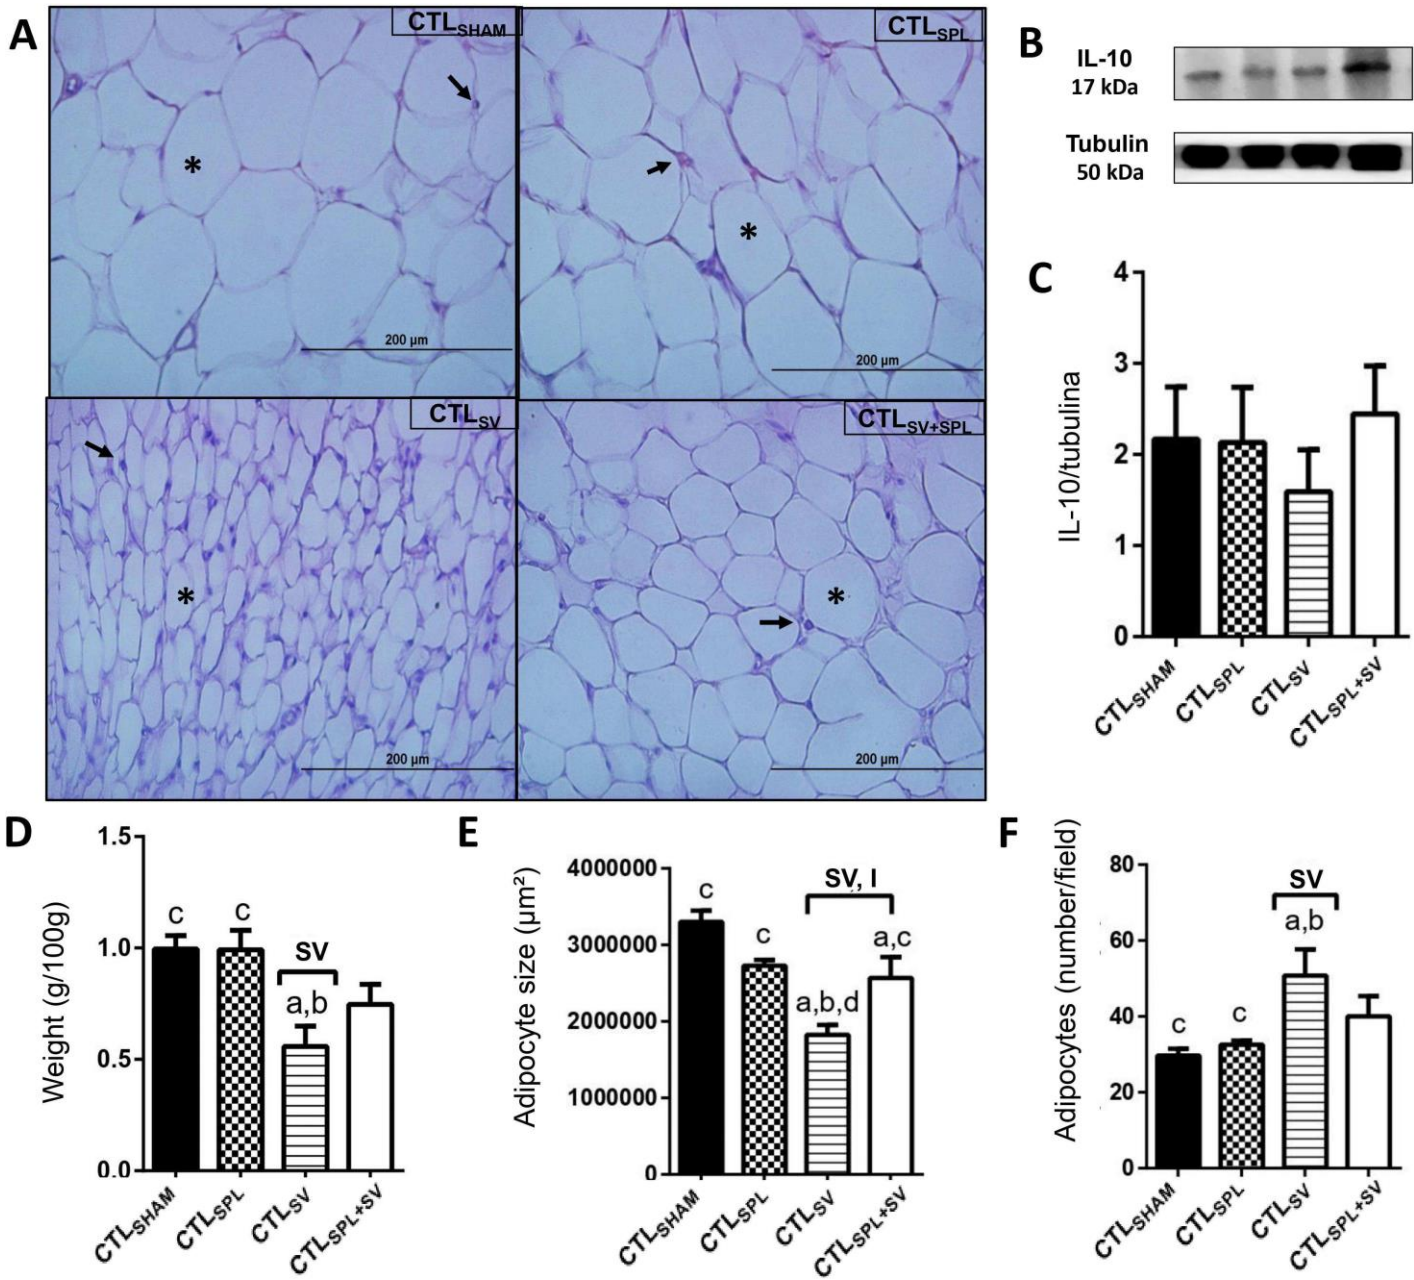 A
CTLSHAM
CTLSPL
*
*
200 µm
200 µm
CTLSV
CTLSV+SPL
*
*
200 µm
200 µm
B
IL-10
17 kDa
Tubulin
50 kDa
C
IL-10/tubulina
4
3
2
1
0
CTLSHAM
CTLSPL
CTLSV
CTLSPL+SV
D
Weight (g/100g)
1.5
1.0
0.5
0.0
c
c
SV
a,b
CTLSHAM
CTLSPL
CTLSV
CTLSPL+SV
E
Adipocyte size (µm²)
4000000
3000000
2000000
1000000
0
c
c
SV, I
a,b,d
a,c
CTLSHAM
CTLSPL
CTLSV
CTLSPL+SV
F
Adipocytes (number/field)
80
60
40
20
0
c
c
SV
a,b
CTLSHAM
CTLSPL
CTLSV
CTLSPL+SV